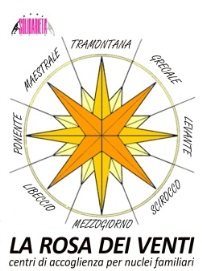 SOLIDARIETÀ
TRAMONTANA
MAESTRALE
GRECALE
PONENTE
LEVANTE
LIBECCIO
SCIROCCO
MEZZOGIORNO
LA ROSA DEI VENTI
centri di accoglienza per nuclei familiari